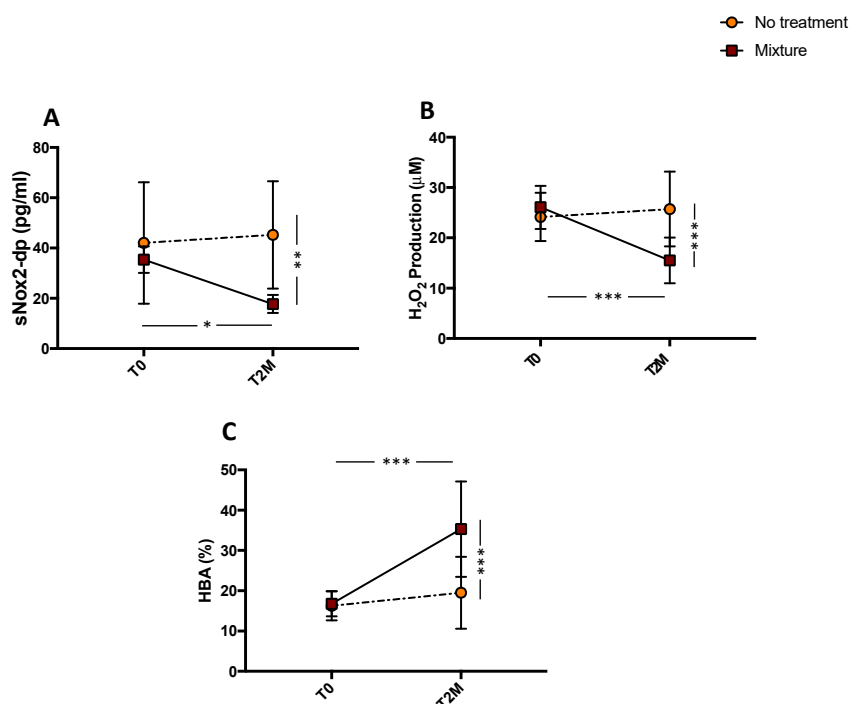 No treatment
Mixture
A
sNox2-dp (pg/ml)
80
60
40
20
0
**
*
T0
T2M
B
H₂O₂ Production (μM)
40
30
20
10
0
***
***
T0
T2M
C
***
HBA (%)
50
40
30
20
10
0
***
T0
T2M